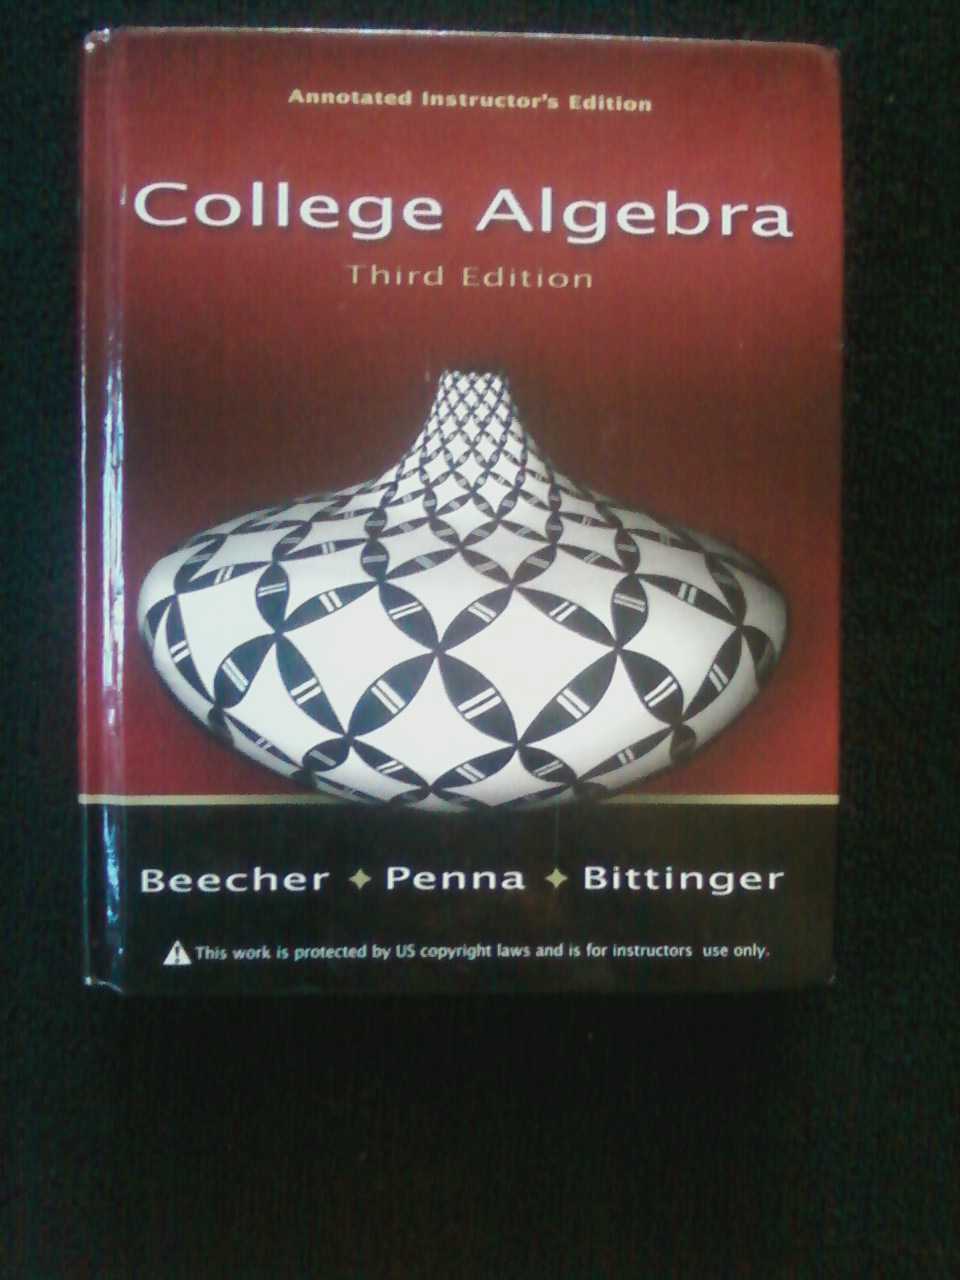 Annotated Instructor's Edition
College Algebra
Third Edition
Beecher ✦ Penna ✦ Bittinger
This work is protected by US copyright laws and is for instructors use only.